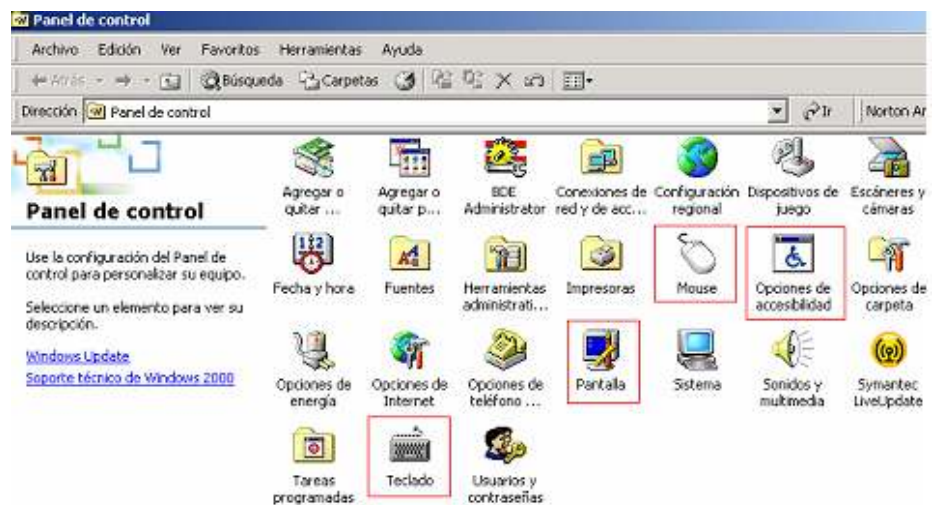 Panel de control
Archivo Edición Ver Favoritos Herramientas Ayuda
Atrás Búsqueda Carpetas
Dirección Panel de control Ir Norton An
Panel de control
Use la configuración del Panel de
control para personalizar su equipo.
Seleccione un elemento para ver su
descripción.
Windows Update
Soporte técnico de Windows 2000
Agregar o
quitar ...
Agregar o
quitar p...
BDE
Administrator
Conexiones de
red y de acc...
Configuración
regional
Dispositivos de
juego
Escáneres y
cámaras
Fecha y hora
Fuentes
Herramientas
administrati...
Impresoras
Mouse
Opciones de
accesibilidad
Opciones de
carpeta
Opciones de
energía
Opciones de
Internet
Opciones de
teléfono ...
Pantalla
Sistema
Sonidos y
multimedia
Symantec
LiveUpdate
Tareas
programadas
Teclado
Usuarios y
contraseñas